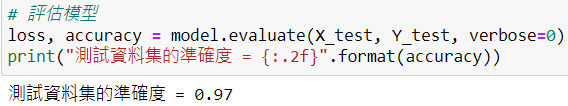 # 評估模型
loss, accuracy = model.evaluate(X_test, Y_test, verbose=0)
print("測試資料集的準確度 = {:.2f}".format(accuracy))
測試資料集的準確度 = 0.97